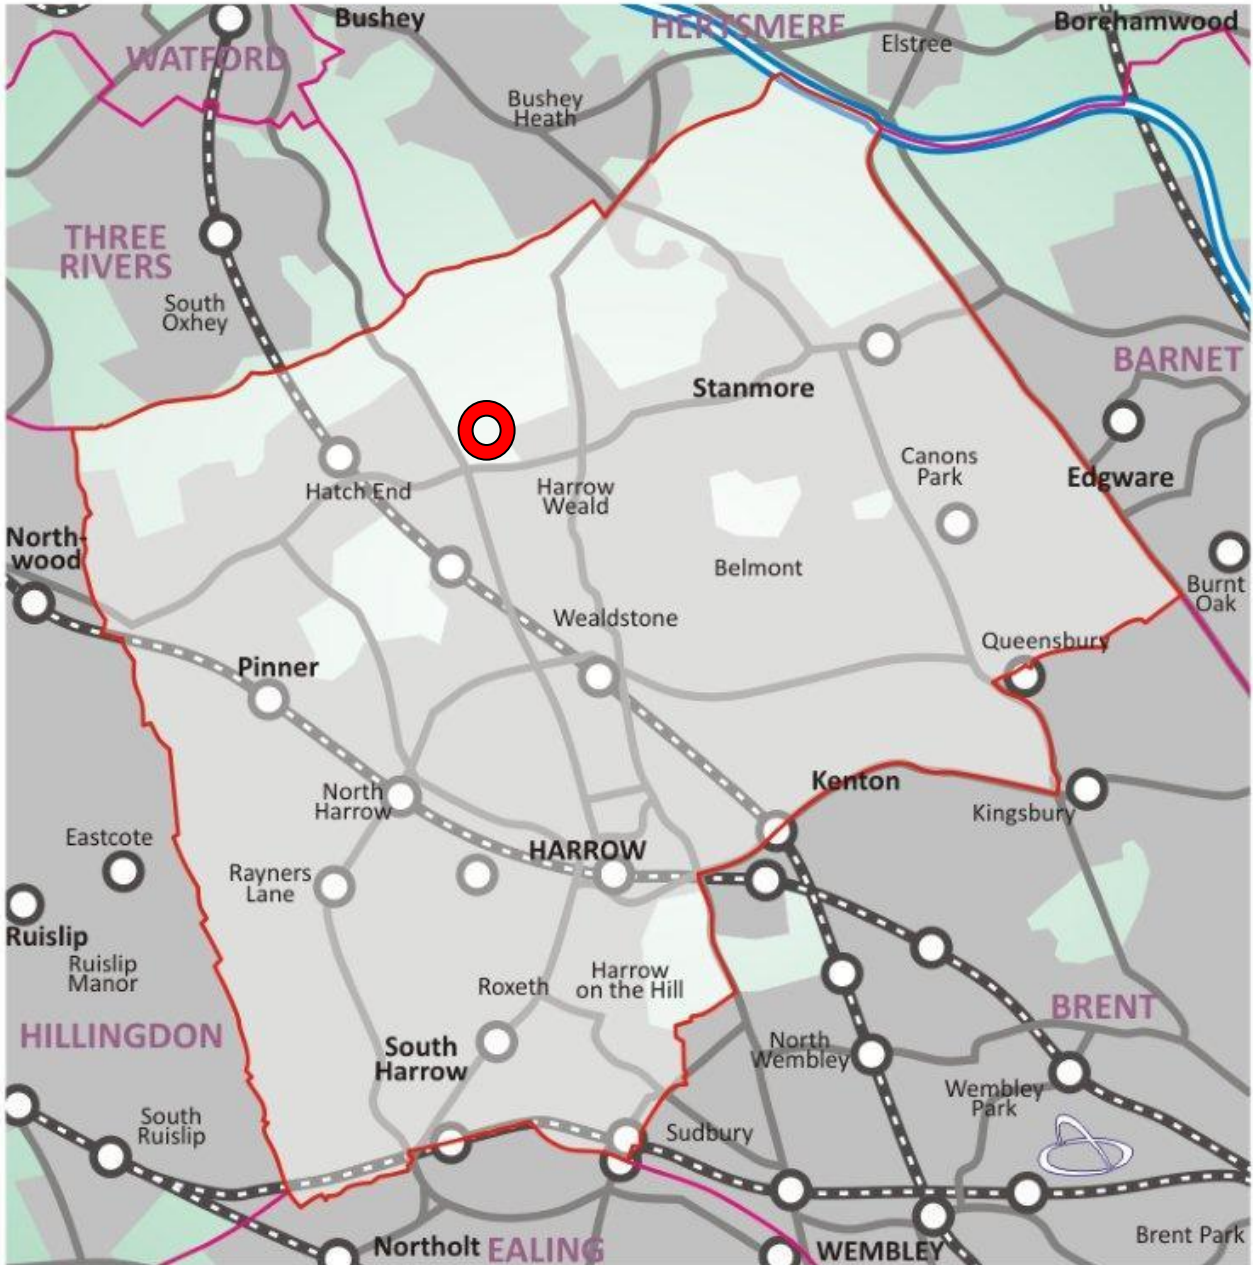 Bushey
HERTSMERE
Borehamwood
WATFORD
Elstree
Bushey
Heath
THREE
RIVERS
South
Oxhey
BARNET
Stanmore
Canons
Park
Edgware
Hatch End
Harrow
Weald
North-
wood
Belmont
Burnt
Oak
Wealdstone
Queensbury
Pinner
Kenton
North
Harrow
Kingsbury
Eastcote
HARROW
Rayners
Lane
Ruislip
Ruislip
Manor
Roxeth
Harrow
on the Hill
BRENT
HILLINGDON
South
Harrow
North
Wembley
Wembley
Park
South
Ruislip
Sudbury
Northolt
EALING
WEMBLEY
Brent Park